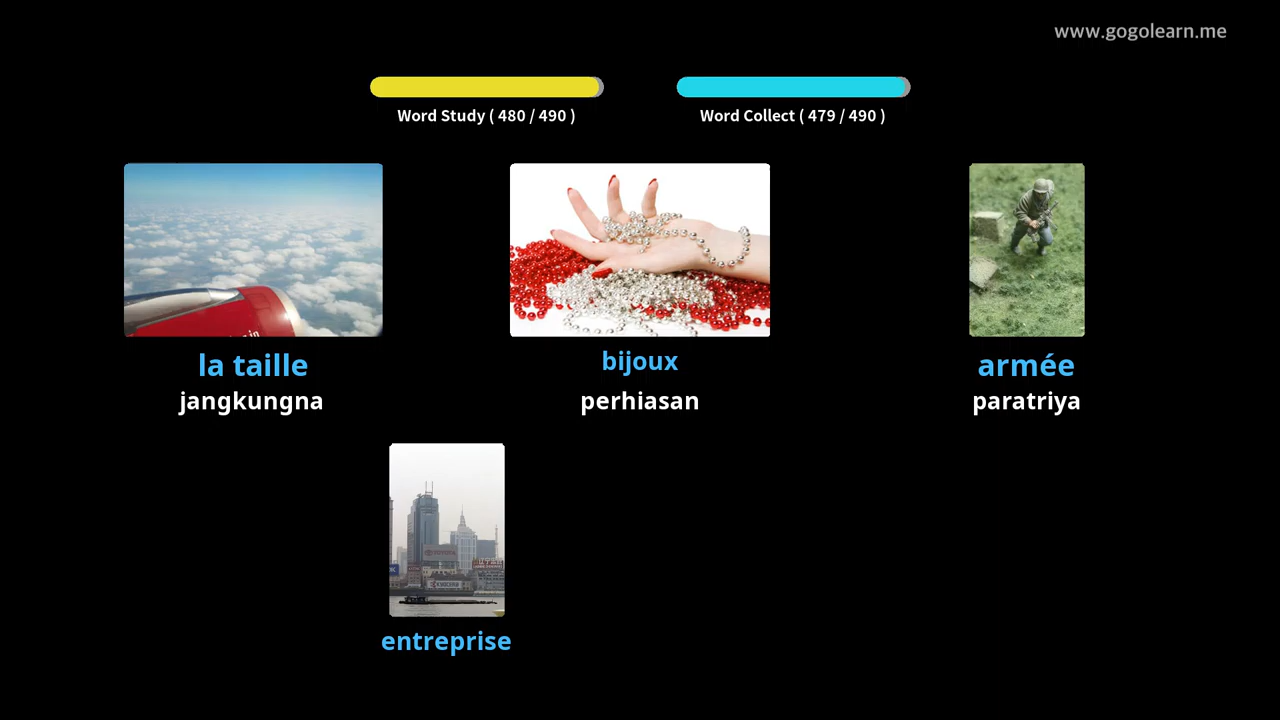 www.gogolearn.me
Word Study ( 480 / 490 )
Word Collect ( 479 / 490 )
la taille
jangkungna
bijoux
perhiasan
armée
paratriya
TOYOTA
entreprise